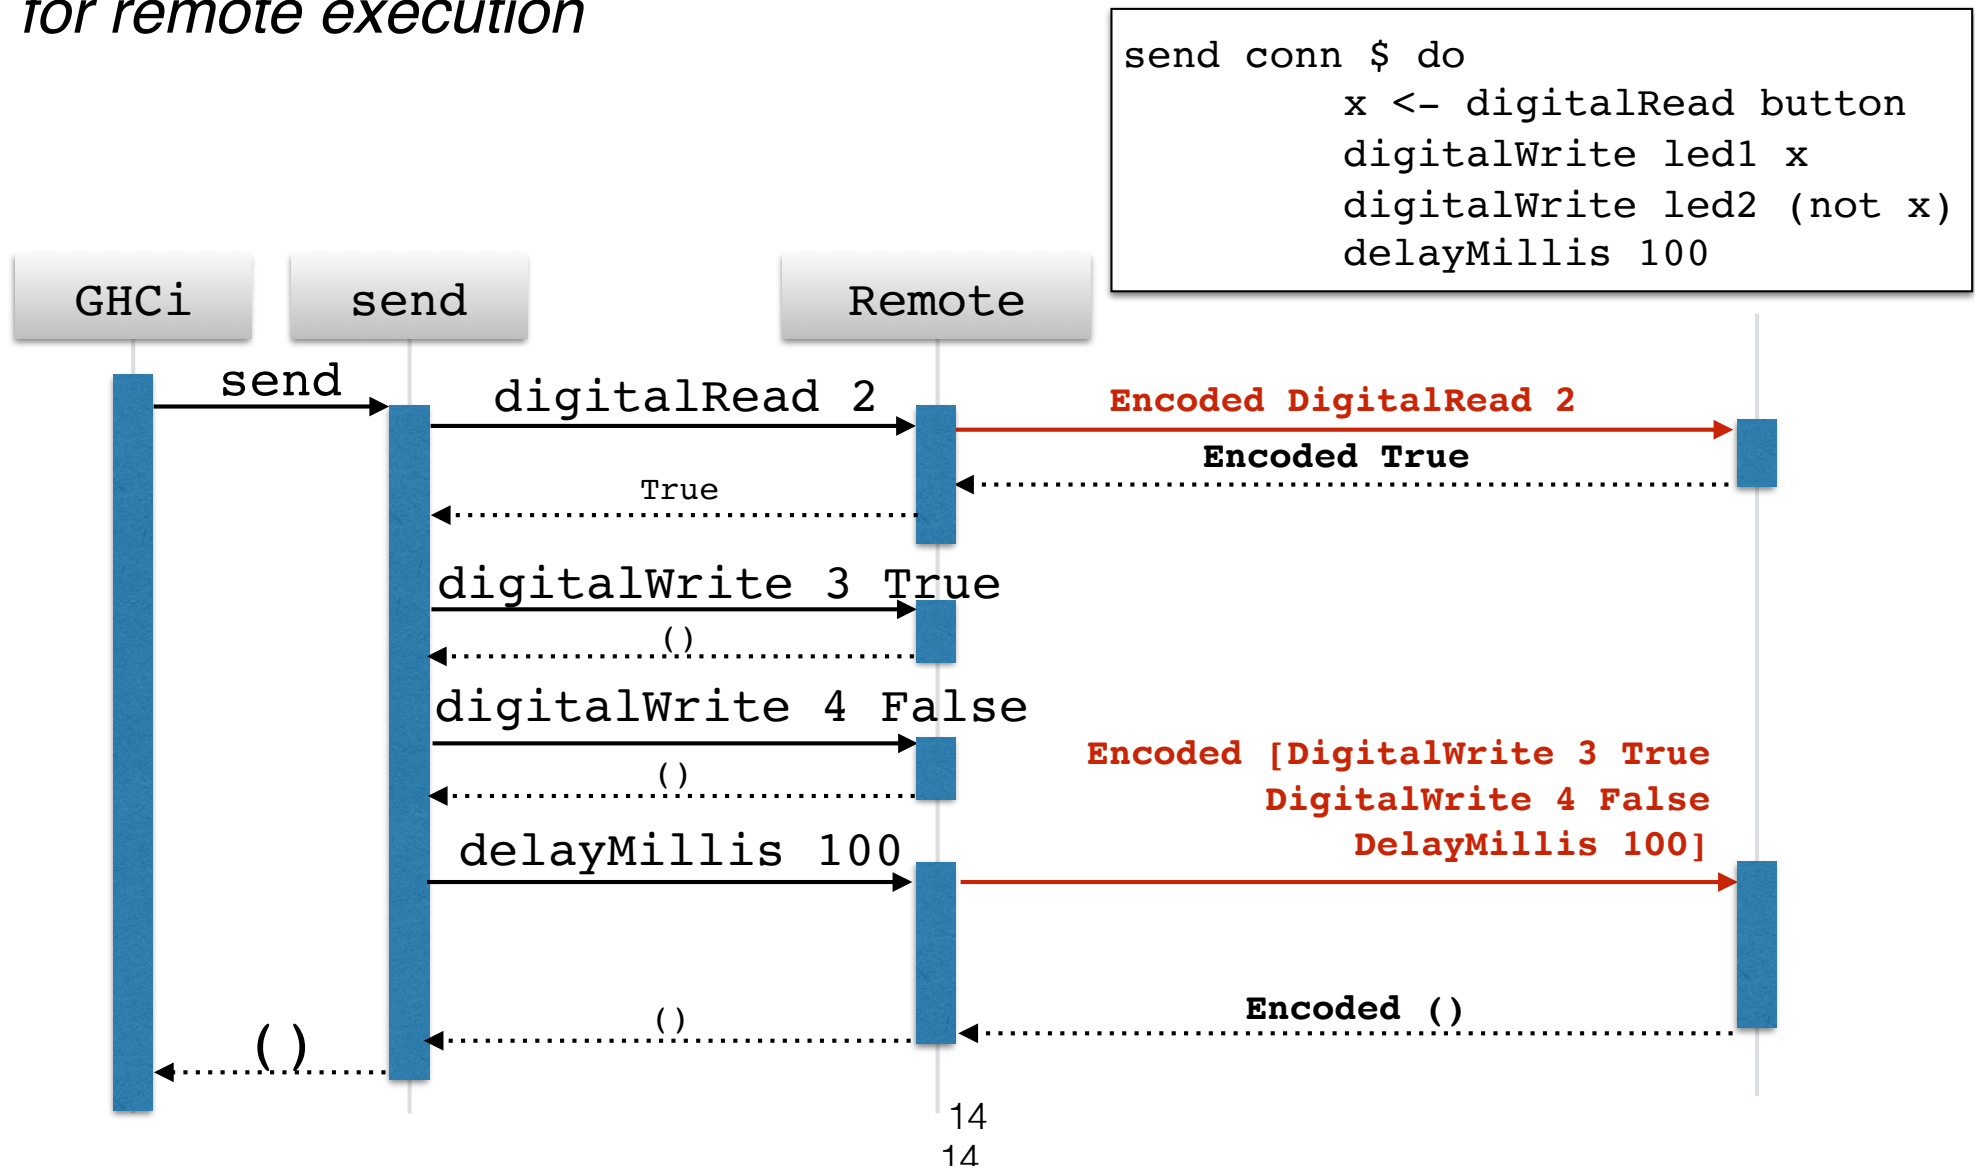 for remote execution
send conn $ do
x <- digitalRead button
digitalWrite led1 x
digitalWrite led2 (not x)
delayMillis 100
GHCi
send
Remote
send
digitalRead 2
Encoded DigitalRead 2
Encoded True
True
digitalWrite 3 True
()
digitalWrite 4 False
()
Encoded [DigitalWrite 3 True
DigitalWrite 4 False
DelayMillis 100]
delayMillis 100
Encoded ()
()
()
14
14